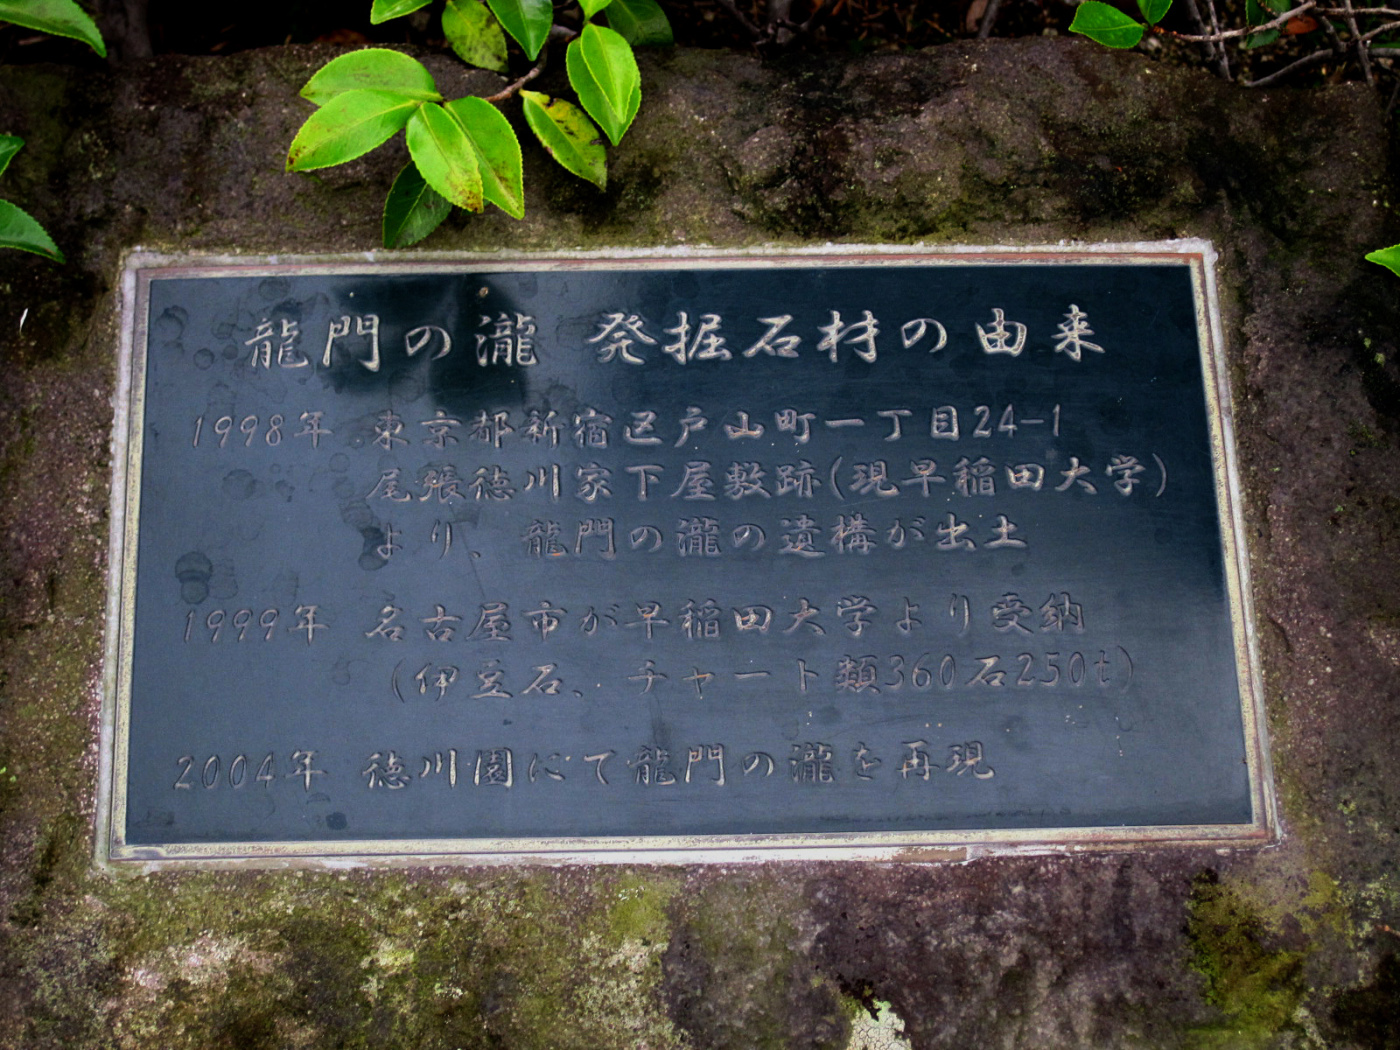 龍門の瀧 発掘石材の由来
1998年 東京都新宿区戸山町一丁目24-1
尾張徳川家下屋敷跡(現早稲田大学)
より、龍門の瀧の遺構が出土
1999年 名古屋市が早稲田大学より受納
(伊豆石、チャート類360石250t)
2004年 徳川園にて龍門の瀧を再現